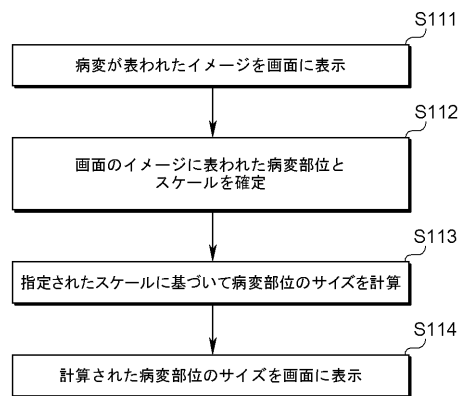 S111
病変が表われたイメージを画面に表示
S112
画面のイメージに表われた病変部位と
スケールを確定
S113
指定されたスケールに基づいて病変部位のサイズを計算
S114
計算された病変部位のサイズを画面に表示